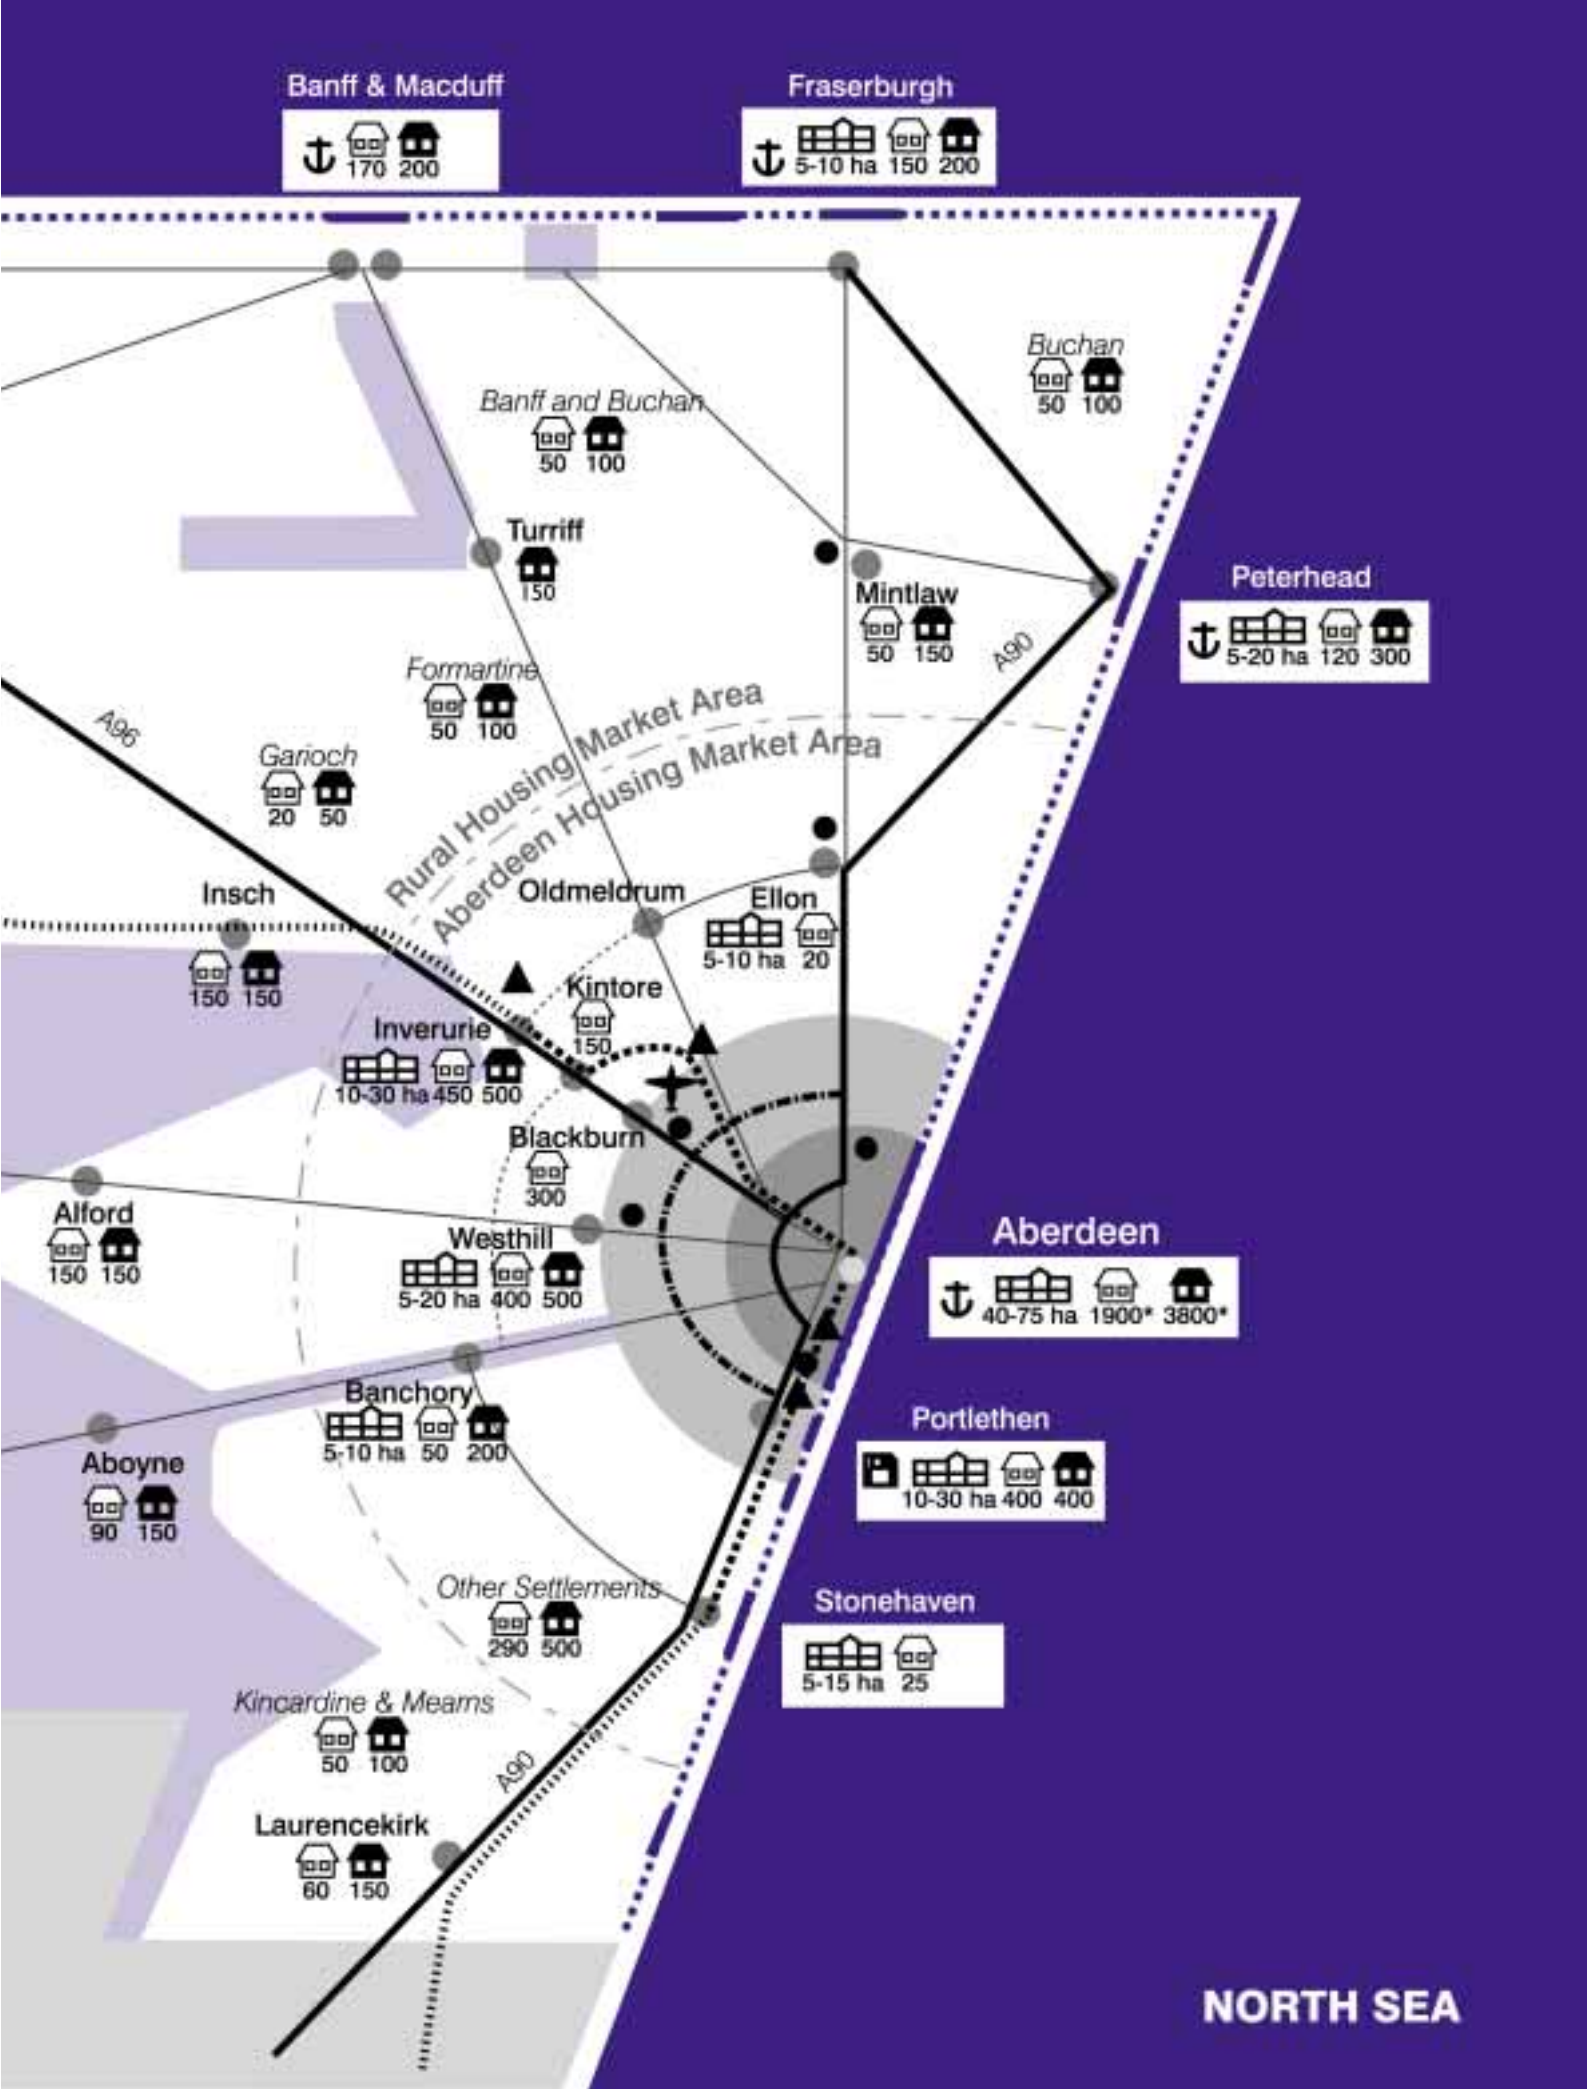 Banff & Macduff
170 200
Fraserburgh
5-10 ha 150 200
Buchan
50 100
Banff and Buchan
50 100
Turriff
150
Mintlaw
50 150
Peterhead
5-20 ha 120 300
A90
Formartine
50 100
A96
Garioch
20 50
Rural Housing Market Area
Aberdeen Housing Market Area
Insch
150 150
Oldmeldrum
Ellon
5-10 ha 20
Kintore
150
Inverurie
10-30 ha 450 500
Blackburn
300
Alford
150 150
Westhill
5-20 ha 400 500
Aberdeen
40-75 ha 1900* 3800*
Banchory
5-10 ha 50 200
Portlethen
10-30 ha 400 400
Aboyne
90 150
Other Settlements
290 500
Stonehaven
5-15 ha 25
Kincardine & Mearns
50 100
A90
Laurencekirk
60 150
NORTH SEA